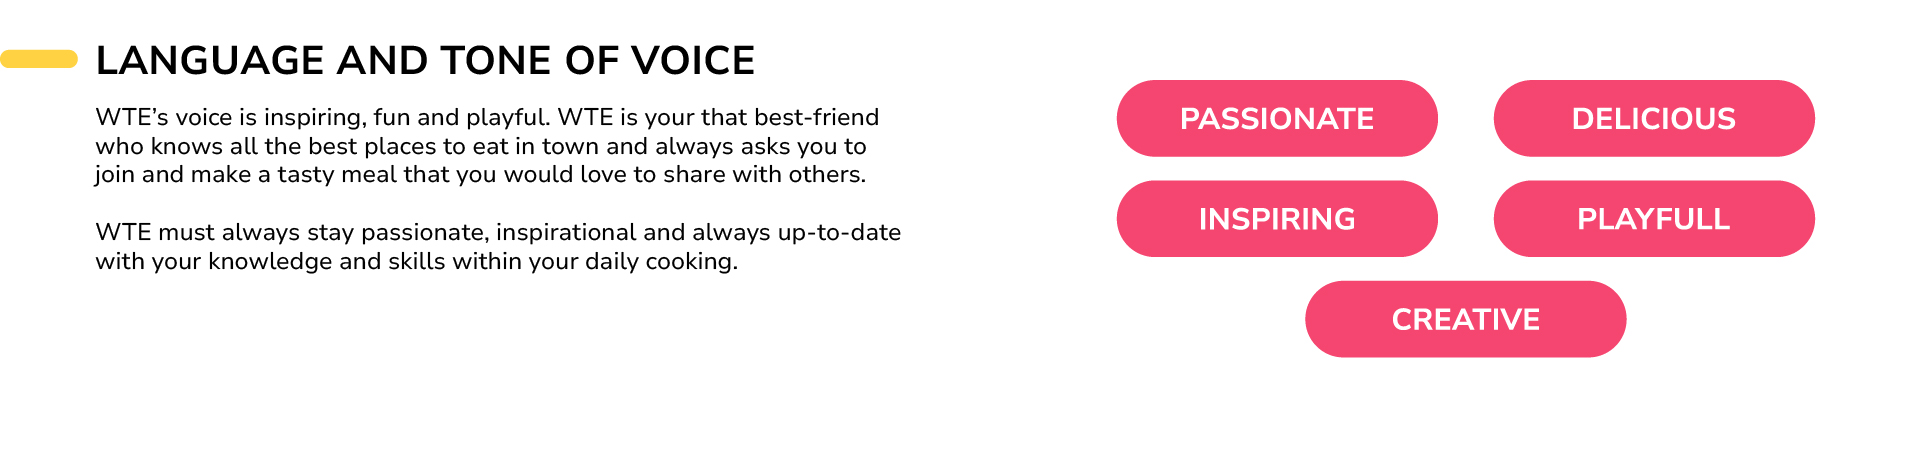 LANGUAGE AND TONE OF VOICE
WTE’s voice is inspiring, fun and playful. WTE is your that best-friend
who knows all the best places to eat in town and always asks you to
join and make a tasty meal that you would love to share with others.
WTE must always stay passionate, inspirational and always up-to-date
with your knowledge and skills within your daily cooking.
PASSIONATE
DELICIOUS
INSPIRING
PLAYFULL
CREATIVE